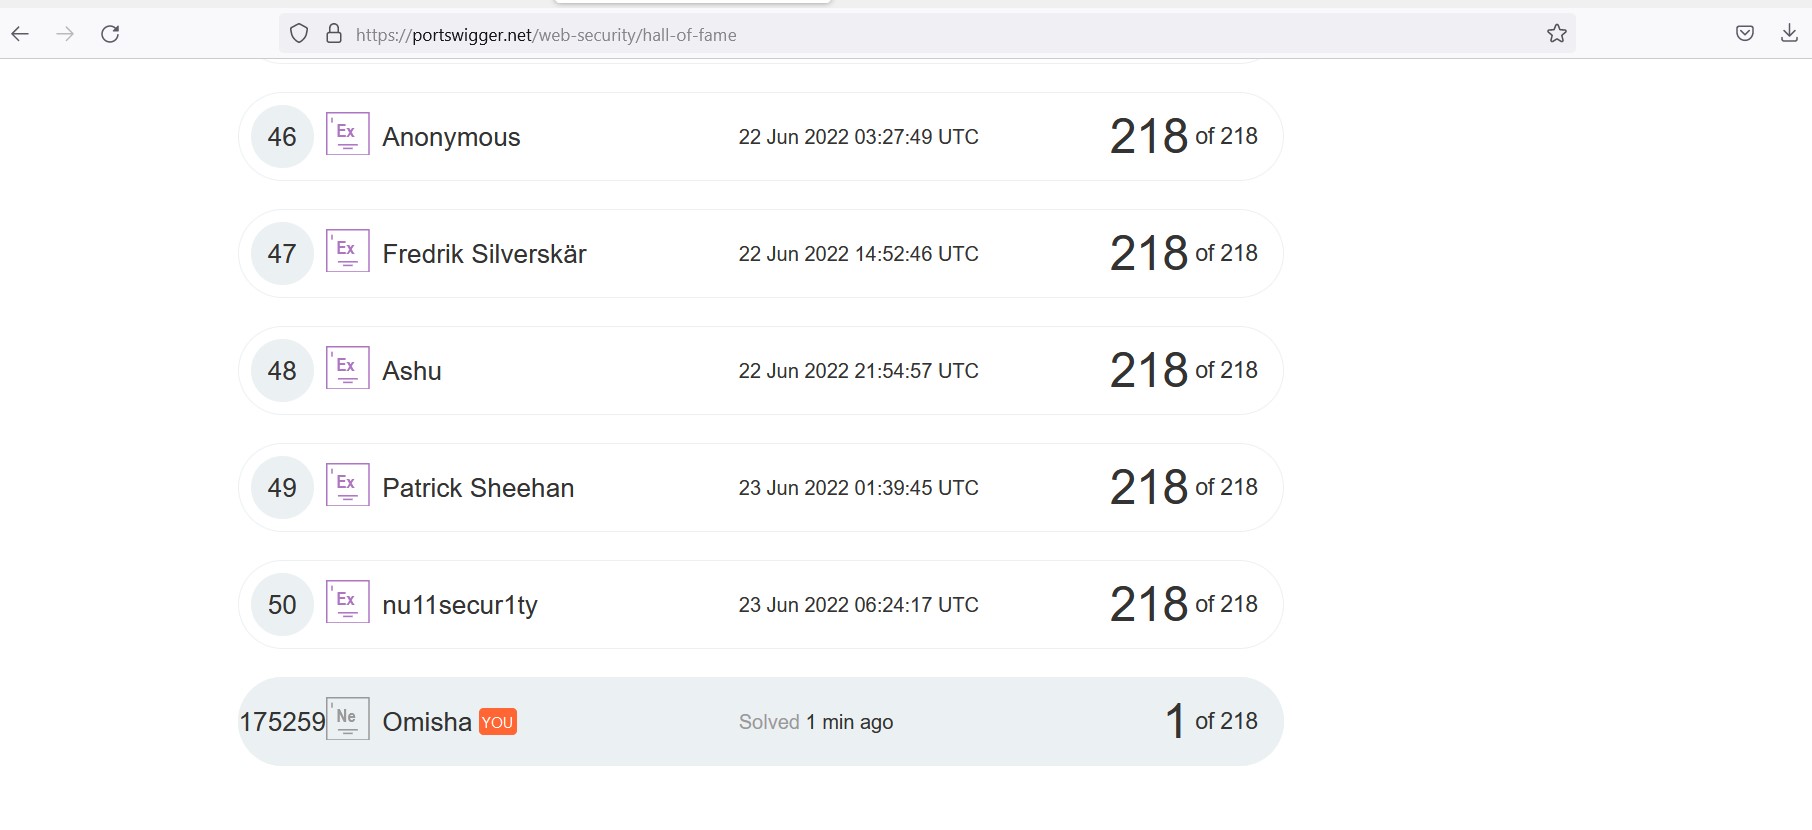 https://portswigger.net/web-security/hall-of-fame
46 Ex Anonymous 22 Jun 2022 03:27:49 UTC 218 of 218
47 Ex Fredrik Silverskär 22 Jun 2022 14:52:46 UTC 218 of 218
48 Ex Ashu 22 Jun 2022 21:54:57 UTC 218 of 218
49 Ex Patrick Sheehan 23 Jun 2022 01:39:45 UTC 218 of 218
50 Ex nu11secur1ty 23 Jun 2022 06:24:17 UTC 218 of 218
175259 Ne Omisha YOU Solved 1 min ago 1 of 218